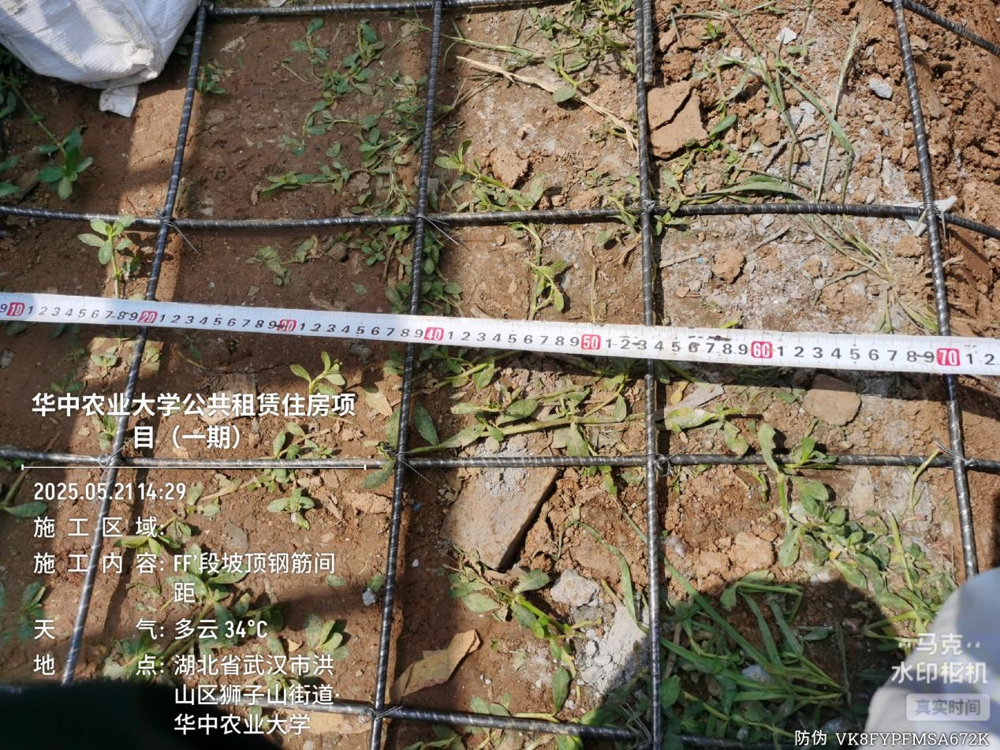 9 10 1 2 3 4 5 6 7 8 9 20 1 2 3 4 5 6 7 8 9 30 1 2 3 4 5 6 7 8 9 40 1 2 3 4 5 6 7 8 9 50 1 2 3 4 5 6 7 8 9 60 1 2 3 4 5 6 7 8 9 70 1 2
华中农业大学公共租赁住房项
目（一期）
2025.05.21 14:29
施工区域:
施工内容: FF'段坡顶钢筋间
距
天气: 多云 34°C
地点: 湖北省武汉市洪
山区狮子山街道·
华中农业大学
马克
水印相机
真实时间
防伪 VK8FYPFMSA672K